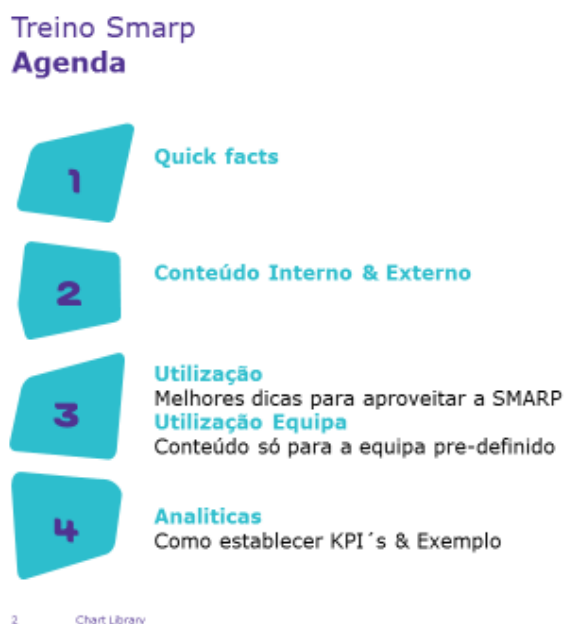 Treino Smarp
Agenda
1
Quick facts
2
Conteúdo Interno & Externo
3
Utilização
Melhores dicas para aproveitar a SMARP
Utilização Equipa
Conteúdo só para a equipa pre-definido
4
Analiticas
Como establecer KPI´s & Exemplo
2 Chart Library